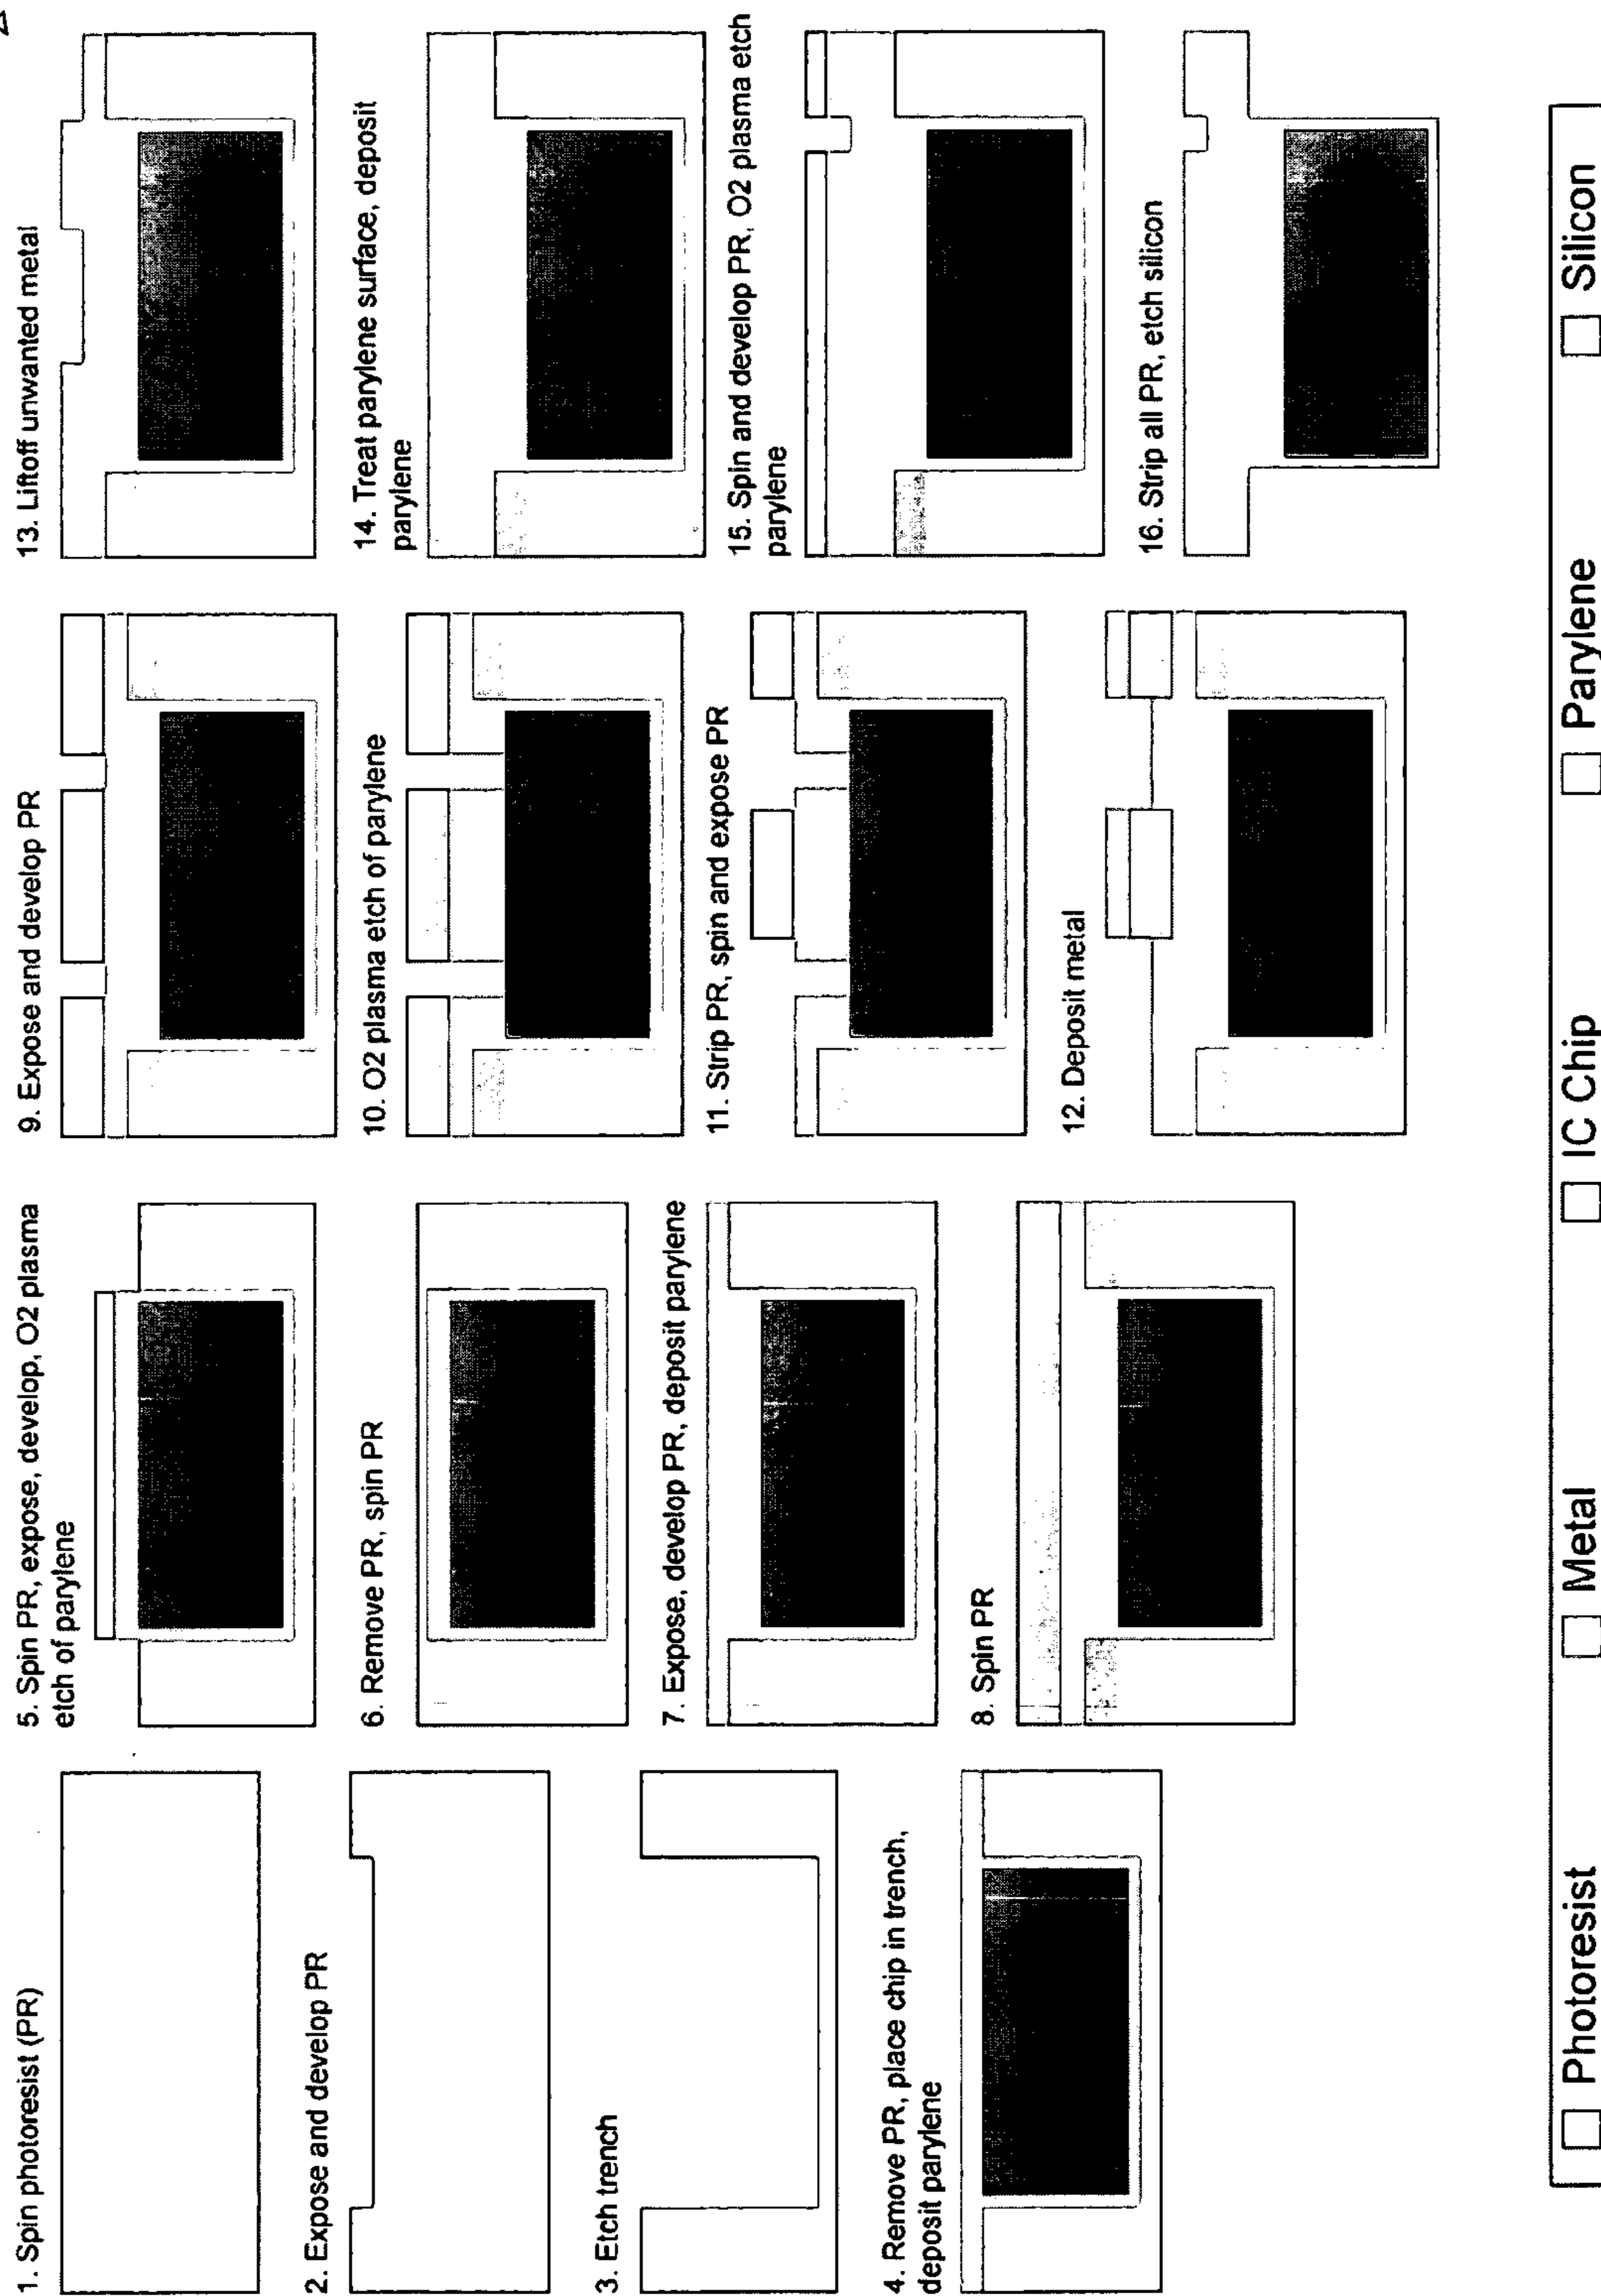 1. Spin photoresist (PR)
2. Expose and develop PR
3. Etch trench
4. Remove PR, place chip in trench,
deposit parylene
5. Spin PR, expose, develop, O2 plasma
etch of parylene
6. Remove PR, spin PR
7. Expose, develop PR, deposit parylene
8. Spin PR
9. Expose and develop PR
10. O2 plasma etch of parylene
11. Strip PR, spin and expose PR
12. Deposit metal
13. Liftoff unwanted metal
14. Treat parylene surface, deposit
parylene
15. Spin and develop PR, O2 plasma etch
parylene
16. Strip all PR, etch silicon
Photoresist
Metal
IC Chip
Parylene
Silicon